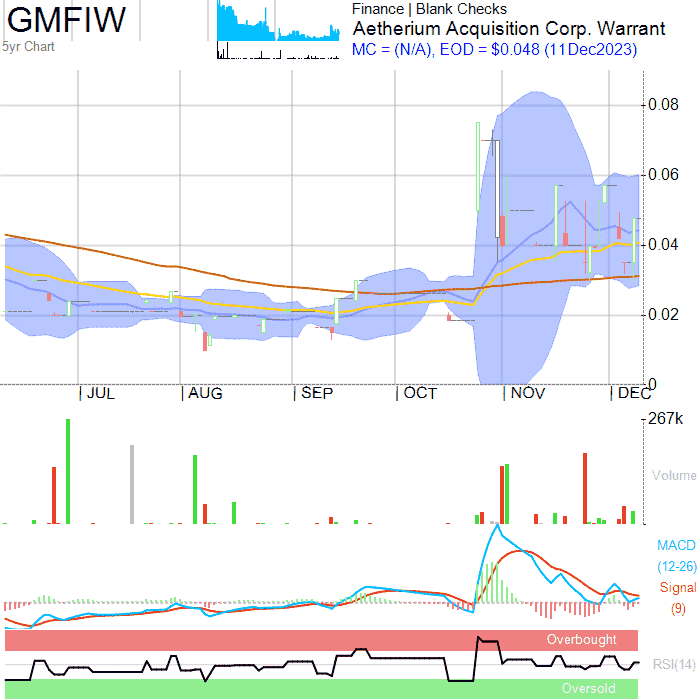 GMFIW
5yr Chart
Finance | Blank Checks
Aetherium Acquisition Corp. Warrant
MC = (N/A), EOD = $0.048 (11Dec2023)
0.08
0.06
0.04
0.02
0
| JUL | AUG | SEP | OCT | NOV | DEC
267k
Volume
MACD
(12-26)
Signal
(9)
Overbought
RSI(14)
Oversold